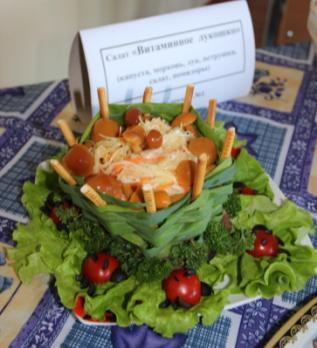 Салат «Витаминное лукошко»
(капуста, морковь, лук, петрушка,
салат, помидоры)